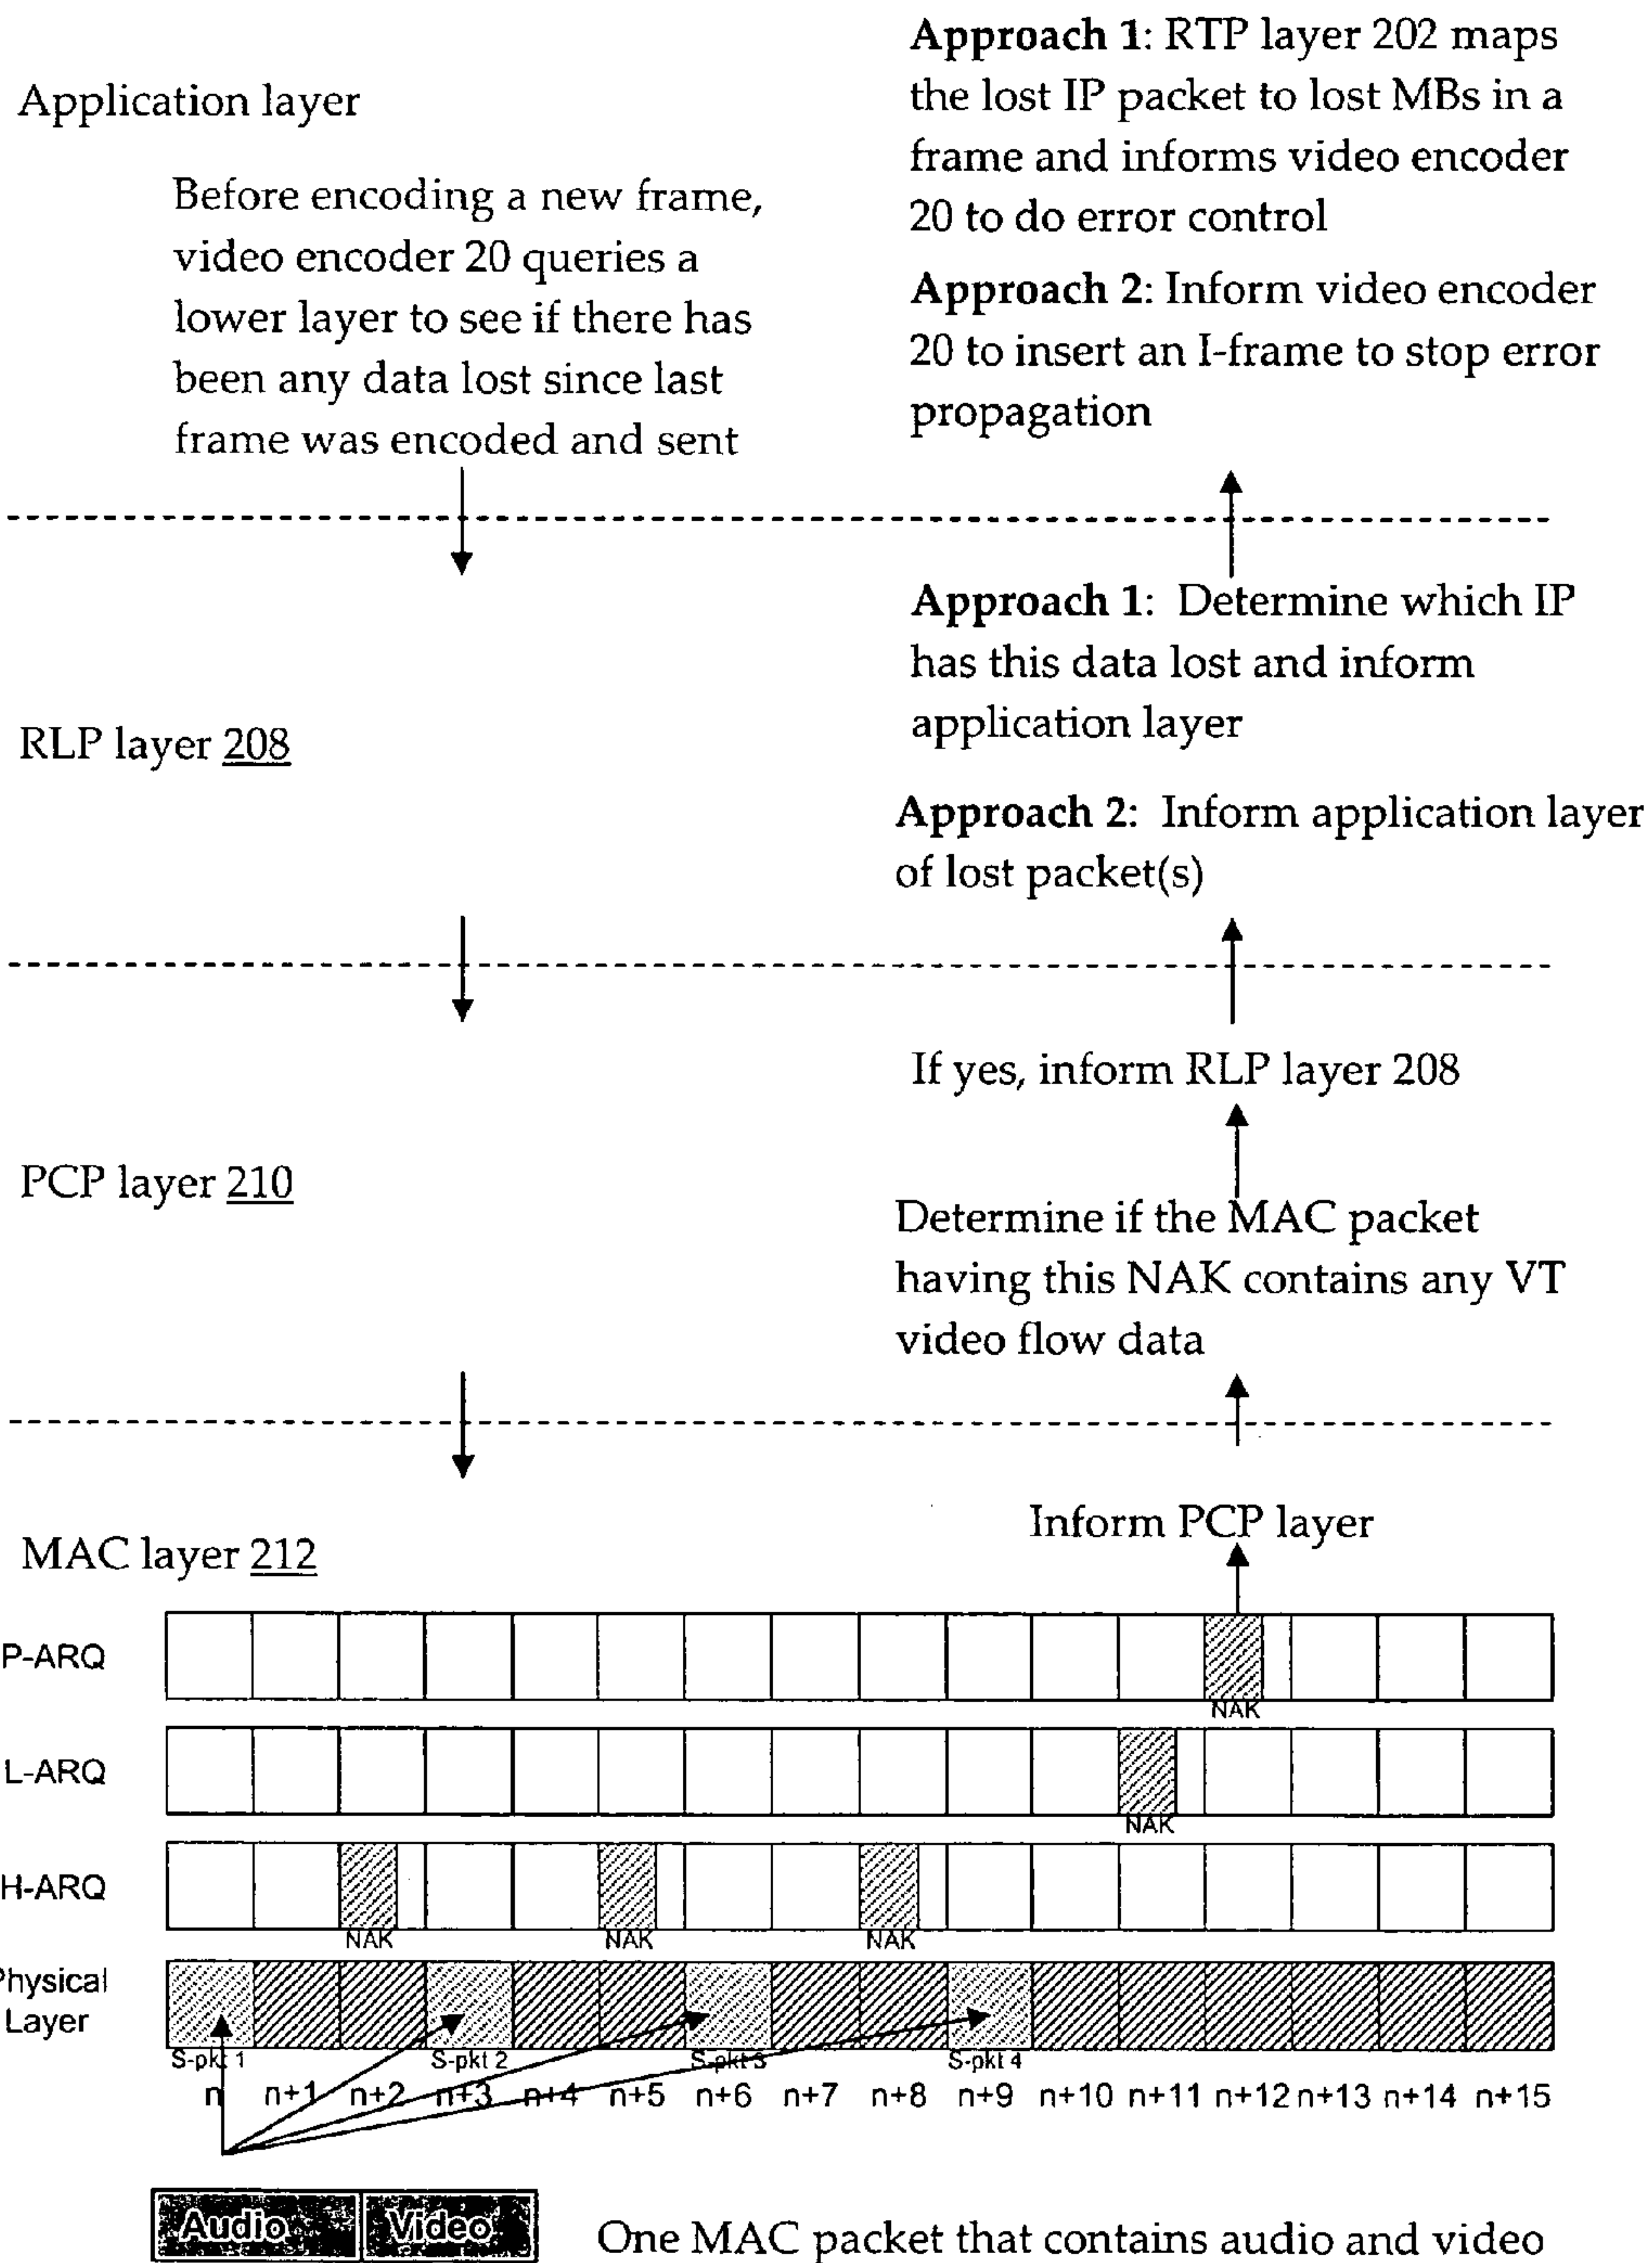 Application layer
Before encoding a new frame,
video encoder 20 queries a
lower layer to see if there has
been any data lost since last
frame was encoded and sent
Approach 1: RTP layer 202 maps
the lost IP packet to lost MBs in a
frame and informs video encoder
20 to do error control
Approach 2: Inform video encoder
20 to insert an I-frame to stop error
propagation
RLP layer 208
Approach 1: Determine which IP
has this data lost and inform
application layer
Approach 2: Inform application layer
of lost packet(s)
PCP layer 210
If yes, inform RLP layer 208
Determine if the MAC packet
having this NAK contains any VT
video flow data
MAC layer 212
Inform PCP layer
P-ARQ
NAK
L-ARQ
NAK
H-ARQ
NAK NAK NAK
Physical
Layer
S-pkt 1 S-pkt 2 S-pkt 3 S-pkt 4
n n+1 n+2 n+3 n+4 n+5 n+6 n+7 n+8 n+9 n+10 n+11 n+12 n+13 n+14 n+15
Audio Video
One MAC packet that contains audio and video